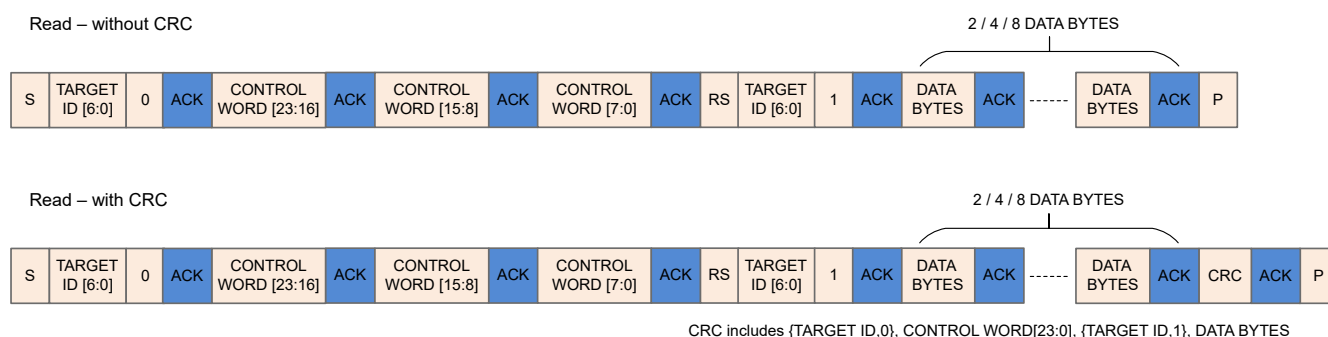 Read – without CRC
2 / 4 / 8 DATA BYTES
S TARGET ID [6:0] 0 ACK CONTROL WORD [23:16] ACK CONTROL WORD [15:8] ACK CONTROL WORD [7:0] ACK RS TARGET ID [6:0] 1 ACK DATA BYTES ACK DATA BYTES ACK P
Read – with CRC
2 / 4 / 8 DATA BYTES
S TARGET ID [6:0] 0 ACK CONTROL WORD [23:16] ACK CONTROL WORD [15:8] ACK CONTROL WORD [7:0] ACK RS TARGET ID [6:0] 1 ACK DATA BYTES ACK DATA BYTES ACK CRC ACK P
CRC includes {TARGET ID,0}, CONTROL WORD[23:0], {TARGET ID,1}, DATA BYTES